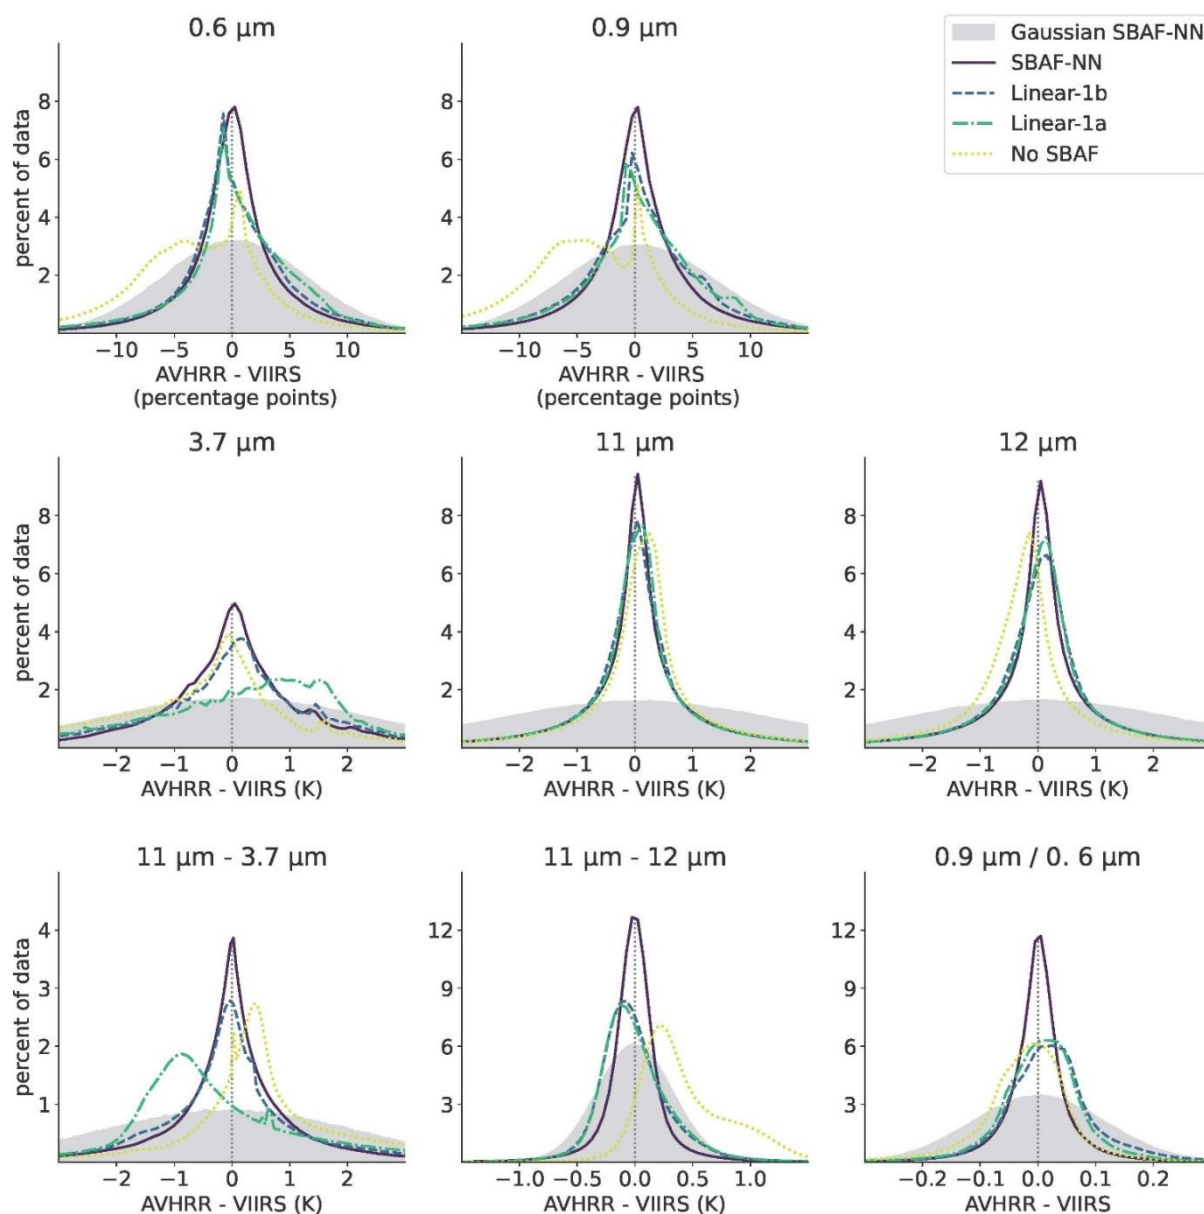 0.6 µm
0.9 µm
Gaussian SBAF-NN
SBAF-NN
Linear-1b
Linear-1a
No SBAF
percent of data
8
6
4
2
−10 −5 0 5 10
AVHRR - VIIRS
(percentage points)
8
6
4
2
−10 −5 0 5 10
AVHRR - VIIRS
(percentage points)
3.7 µm
11 µm
12 µm
percent of data
8
6
4
2
−2 −1 0 1 2
AVHRR - VIIRS (K)
8
6
4
2
−2 −1 0 1 2
AVHRR - VIIRS (K)
8
6
4
2
−2 −1 0 1 2
AVHRR - VIIRS (K)
11 µm - 3.7 µm
11 µm - 12 µm
0.9 µm / 0. 6 µm
percent of data
4
3
2
1
−2 −1 0 1 2
AVHRR - VIIRS (K)
12
9
6
3
−1.0 −0.5 0.0 0.5 1.0
AVHRR - VIIRS (K)
12
9
6
3
−0.2 −0.1 0.0 0.1 0.2
AVHRR - VIIRS